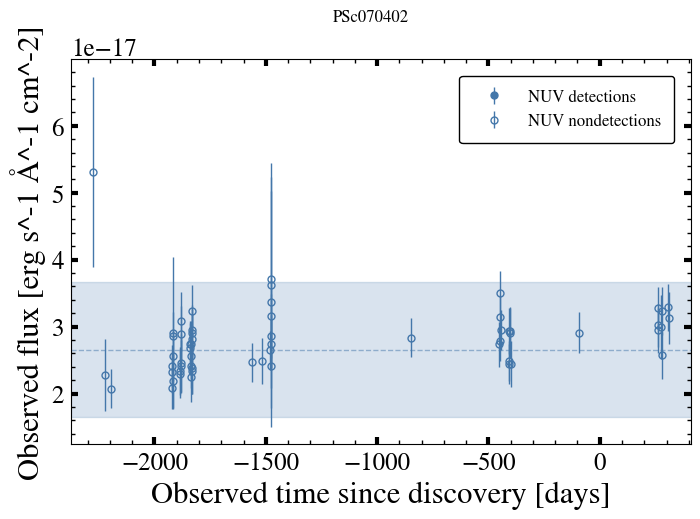 PSc070402
1e−17
NUV detections
NUV nondetections
6
5
4
3
2
Observed flux [erg s^-1 Å^-1 cm^-2]
−2000
−1500
−1000
−500
0
Observed time since discovery [days]